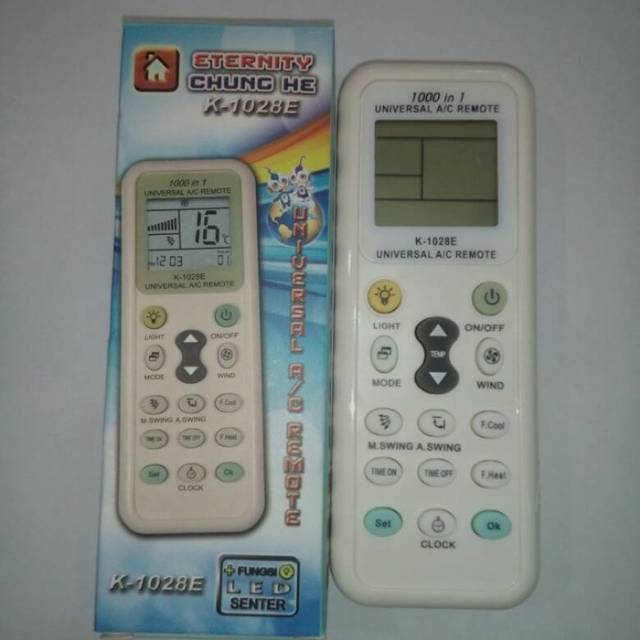 ETERNITY
CHUNG HE
K-1028E
1000 in 1
UNIVERSAL A/C REMOTE
16°C
12 03 01
K-1028E
UNIVERSAL A/C REMOTE
LIGHT ON/OFF
MODE WIND
M.SWING A.SWING F.Cool
TIME ON TIME OFF F.Heat
Set Ok
CLOCK
UNIVERSAL A/C REMOTE
K-1028E
+ FUNGSI
LED
SENTER
1000 in 1
UNIVERSAL A/C REMOTE
K-1028E
UNIVERSAL A/C REMOTE
LIGHT ON/OFF
TEMP
MODE WIND
F.Cool
M.SWING A.SWING
TIME ON TIME OFF F.Heat
Set Ok
CLOCK